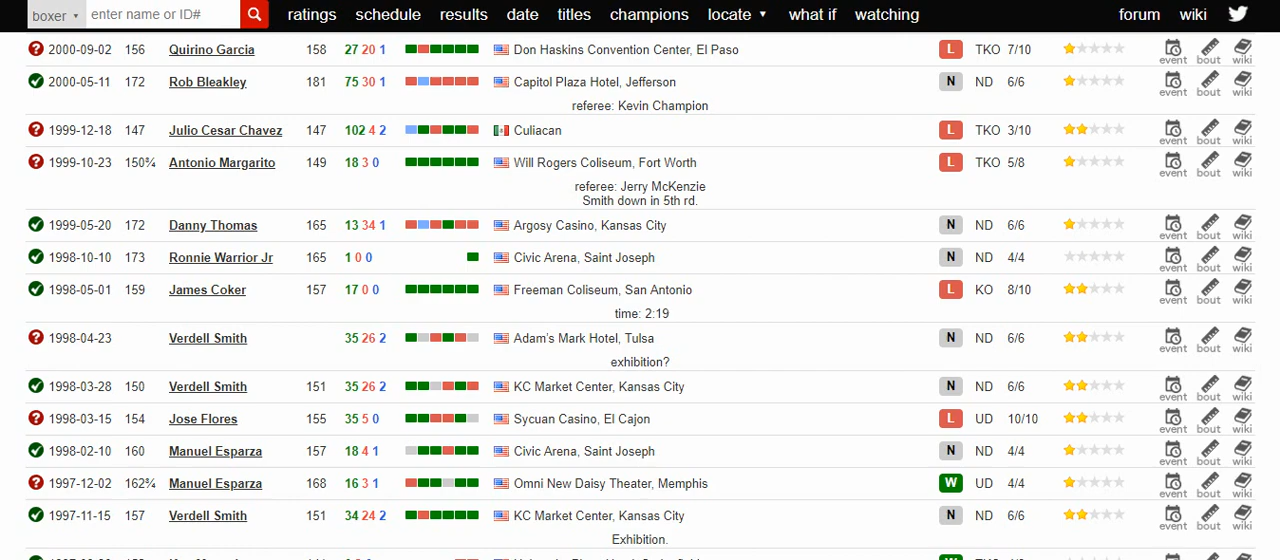 boxer enter name or ID# ratings schedule results date titles champions locate what if watching forum wiki
2000-09-02 156 Quirino Garcia 158 27 20 1 Don Haskins Convention Center, El Paso L TKO 7/10 event bout wiki
2000-05-11 172 Rob Bleakley 181 75 30 1 Capitol Plaza Hotel, Jefferson N ND 6/6 event bout wiki
referee: Kevin Champion
1999-12-18 147 Julio Cesar Chavez 147 102 4 2 Culiacan L TKO 3/10 event bout wiki
1999-10-23 150¾ Antonio Margarito 149 18 3 0 Will Rogers Coliseum, Fort Worth L TKO 5/8 event bout wiki
referee: Jerry McKenzie
Smith down in 5th rd.
1999-05-20 172 Danny Thomas 165 13 34 1 Argosy Casino, Kansas City N ND 6/6 event bout wiki
1998-10-10 173 Ronnie Warrior Jr 165 1 0 0 Civic Arena, Saint Joseph N ND 4/4 event bout wiki
1998-05-01 159 James Coker 157 17 0 0 Freeman Coliseum, San Antonio L KO 8/10 event bout wiki
time: 2:19
1998-04-23 Verdell Smith 35 26 2 Adam's Mark Hotel, Tulsa N ND 6/6 event bout wiki
exhibition?
1998-03-28 150 Verdell Smith 151 35 26 2 KC Market Center, Kansas City N ND 6/6 event bout wiki
1998-03-15 154 Jose Flores 155 35 5 0 Sycuan Casino, El Cajon L UD 10/10 event bout wiki
1998-02-10 160 Manuel Esparza 157 18 4 1 Civic Arena, Saint Joseph N ND 4/4 event bout wiki
1997-12-02 162¾ Manuel Esparza 168 16 3 1 Omni New Daisy Theater, Memphis W UD 4/4 event bout wiki
1997-11-15 157 Verdell Smith 151 34 24 2 KC Market Center, Kansas City N ND 6/6 event bout wiki
Exhibition.